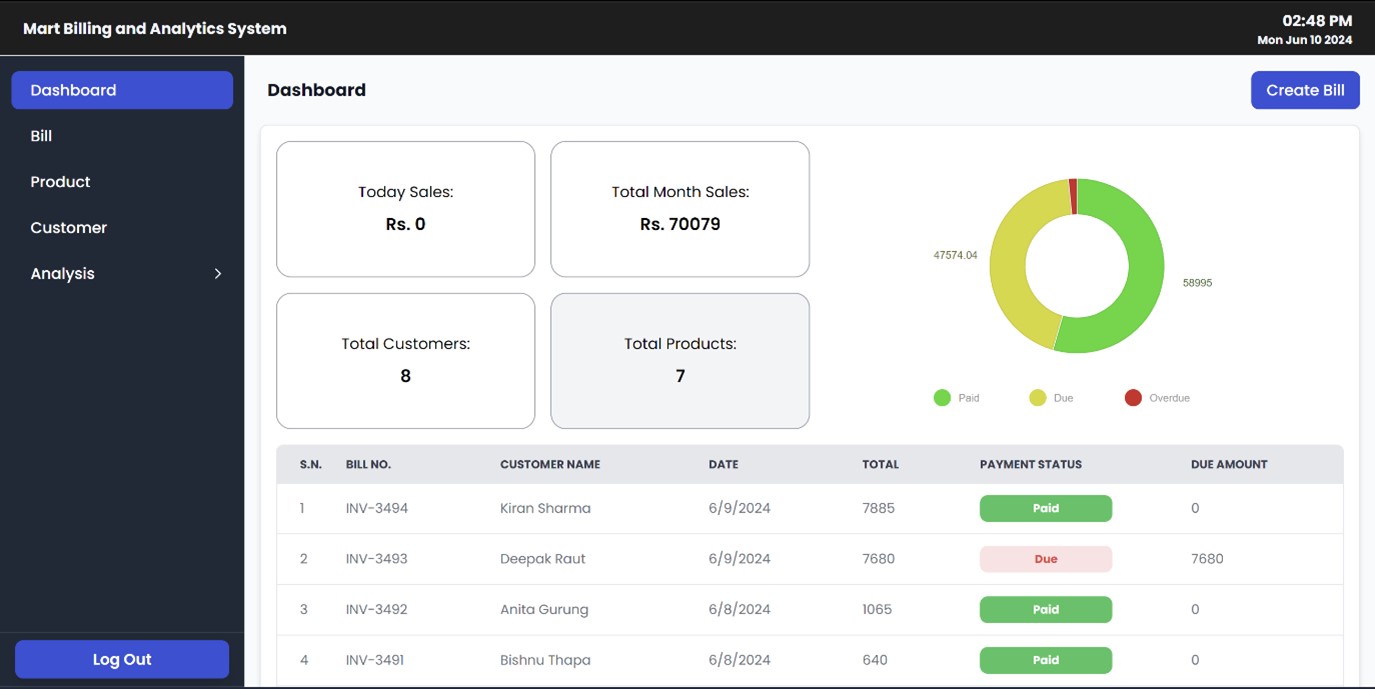 Mart Billing and Analytics System
02:48 PM
Mon Jun 10 2024
Dashboard
Bill
Product
Customer
Analysis
Log Out
Dashboard
Create Bill
Today Sales:
Rs. 0
Total Month Sales:
Rs. 70079
Total Customers:
8
Total Products:
7
47574.04
58995
Paid Due Overdue
S.N. BILL NO. CUSTOMER NAME DATE TOTAL PAYMENT STATUS DUE AMOUNT
1 INV-3494 Kiran Sharma 6/9/2024 7885 Paid 0
2 INV-3493 Deepak Raut 6/9/2024 7680 Due 7680
3 INV-3492 Anita Gurung 6/8/2024 1065 Paid 0
4 INV-3491 Bishnu Thapa 6/8/2024 640 Paid 0